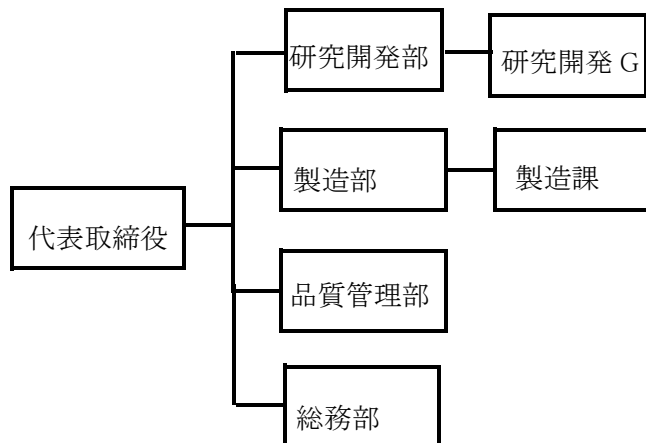 研究開発部
研究開発 G
製造部
製造課
代表取締役
品質管理部
総務部